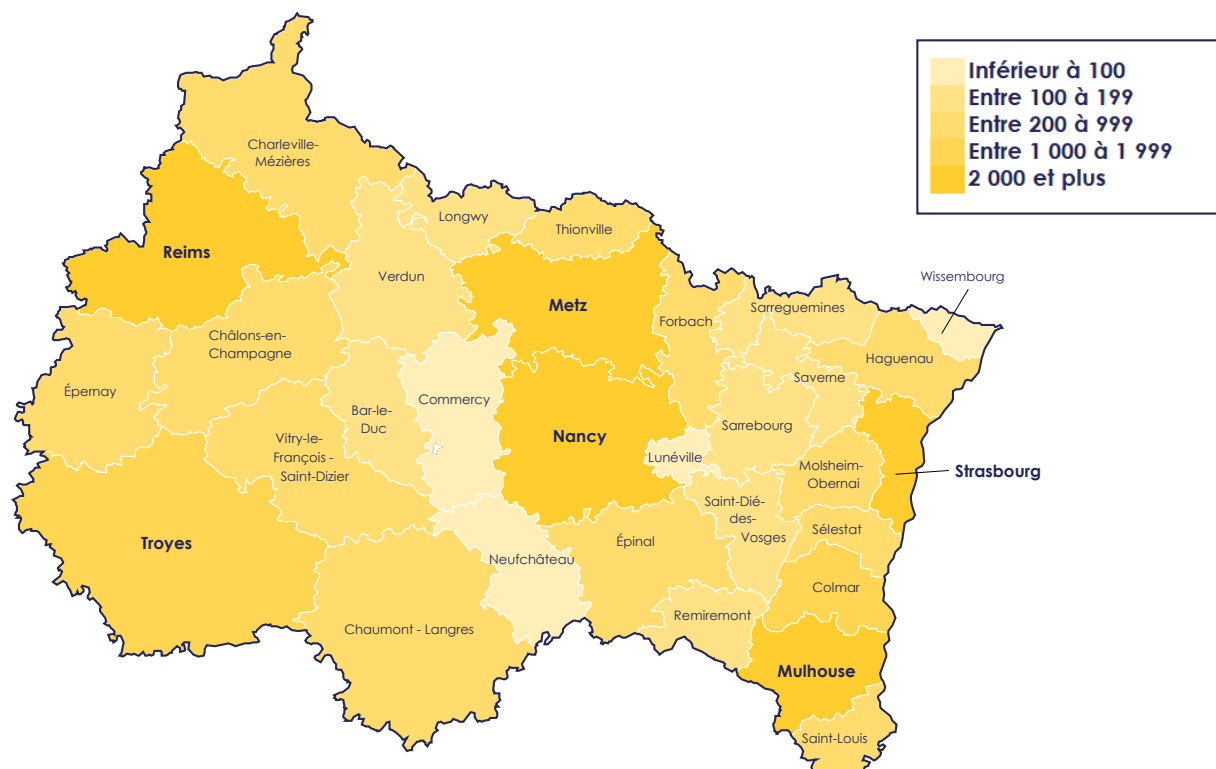 Inférieur à 100
Entre 100 à 199
Entre 200 à 999
Entre 1 000 à 1 999
2 000 et plus
Charleville-
Mézières
Longwy
Thionville
Reims
Verdun
Wissembourg
Metz
Forbach
Sarreguemines
Châlons-en-
Champagne
Haguenau
Saverne
Épernay
Commercy
Bar-le-
Duc
Sarrebourg
Nancy
Vitry-le-
François -
Saint-Dizier
Lunéville
Molsheim-
Obernai
Strasbourg
Saint-Dié-
des-
Vosges
Troyes
Épinal
Sélestat
Neufchâteau
Colmar
Remiremont
Chaumont - Langres
Mulhouse
Saint-Louis